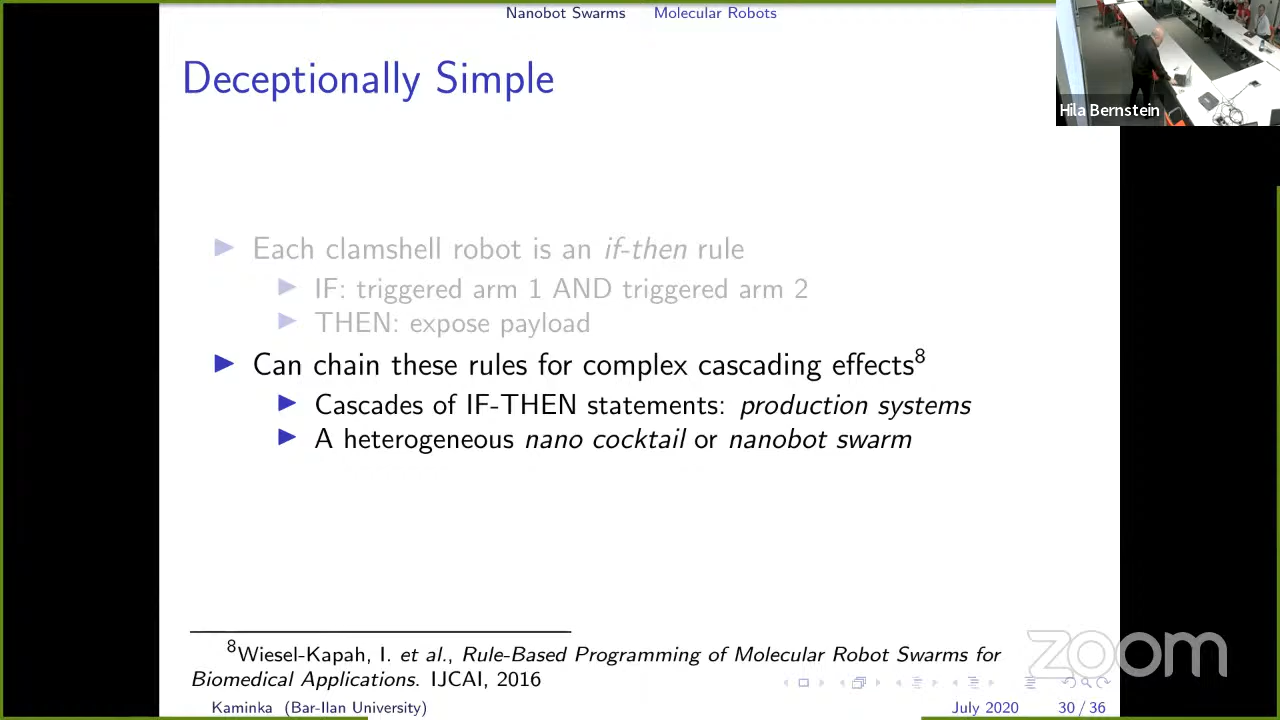 Nanobot Swarms Molecular Robots
Deceptionally Simple
Hila Bernstein
Each clamshell robot is an if-then rule
IF: triggered arm 1 AND triggered arm 2
THEN: expose payload
Can chain these rules for complex cascading effects8
Cascades of IF-THEN statements: production systems
A heterogeneous nano cocktail or nanobot swarm
8Wiesel-Kapah, I. et al., Rule-Based Programming of Molecular Robot Swarms for
Biomedical Applications. IJCAI, 2016
zoom
Kaminka (Bar-Ilan University) July 2020 30 / 36